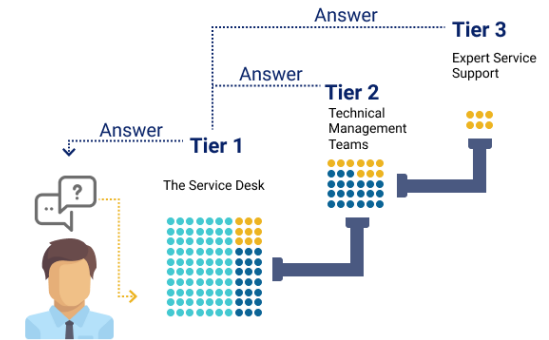 Answer
Tier 3
Expert Service
Support
Answer
Tier 2
Technical
Management
Teams
Answer
Tier 1
The Service Desk
?